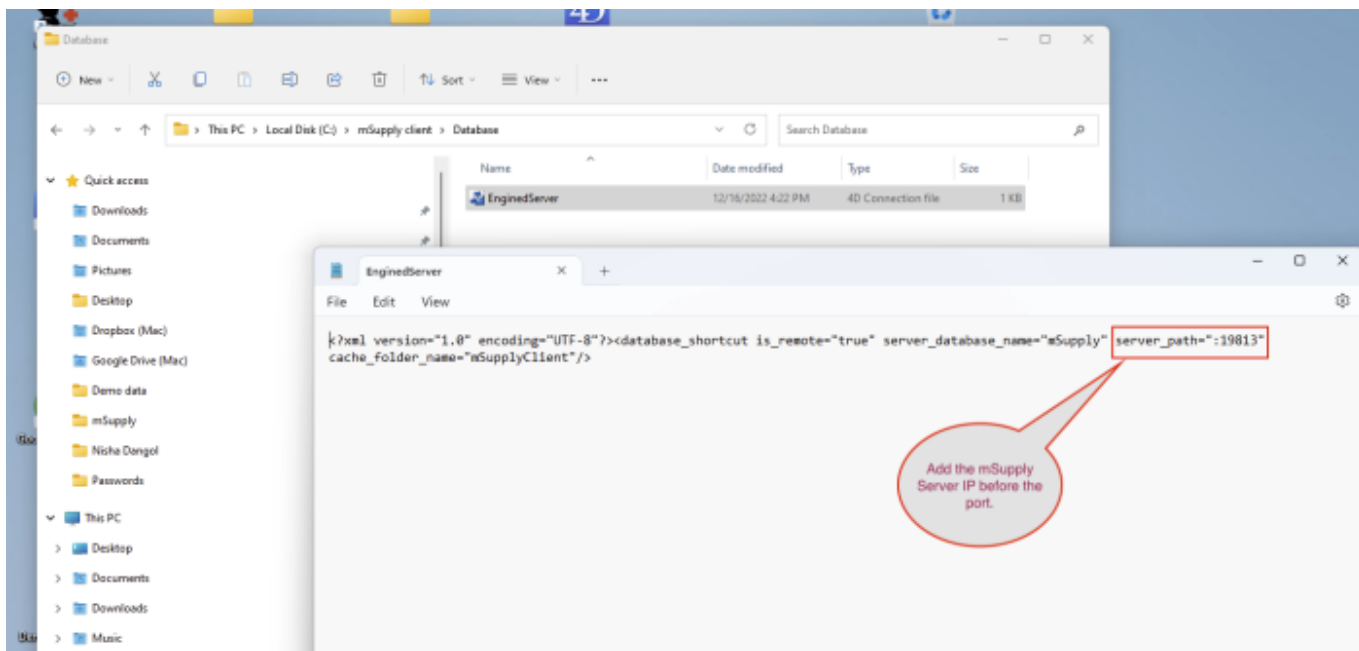 4D
Database
New
Sort
View
...
This PC > Local Disk (C:) > mSupply client > Database
Search Database
Name
Date modified
Type
Size
Quick access
EnginedServer
12/16/2022 4:22 PM
4D Connection file
1 KB
Downloads
Documents
Pictures
Desktop
Dropbox (Mac)
Google Drive (Mac)
Demo data
mSupply
Nisha Dangol
Passwords
This PC
Desktop
Documents
Downloads
Music
EnginedServer
File Edit View
<?xml version="1.0" encoding="UTF-8"?><database_shortcut is_remote="true" server_database_name="mSupply" server_path=":19813"
cache_folder_name="mSupplyClient"/>
Add the mSupply
Server IP before the
port.